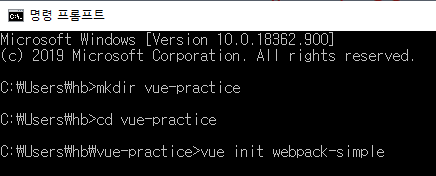 명령 프롬프트
Microsoft Windows [Version 10.0.18362.900]
(c) 2019 Microsoft Corporation. All rights reserved.
C:₩Users₩hb>mkdir vue-practice
C:₩Users₩hb>cd vue-practice
C:₩Users₩hb₩vue-practice>vue init webpack-simple